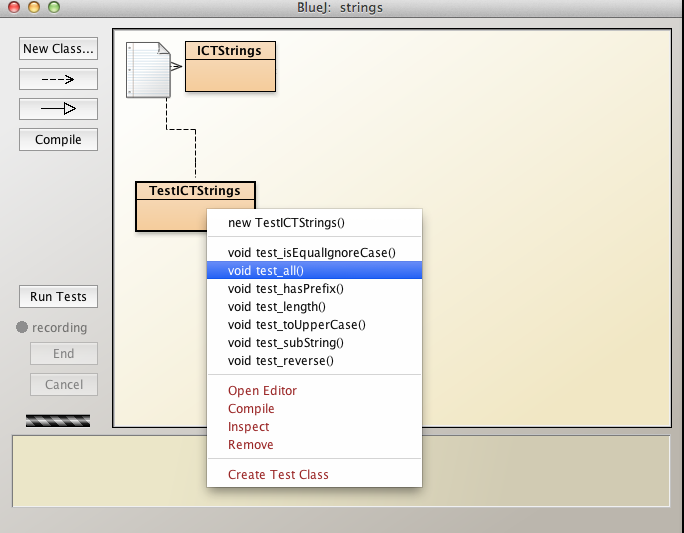 BlueJ: strings
New Class...
Compile
Run Tests
recording
End
Cancel
ICTStrings
TestICTStrings
new TestICTStrings()
void test_isEqualIgnoreCase()
void test_all()
void test_hasPrefix()
void test_length()
void test_toUpperCase()
void test_subString()
void test_reverse()
Open Editor
Compile
Inspect
Remove
Create Test Class